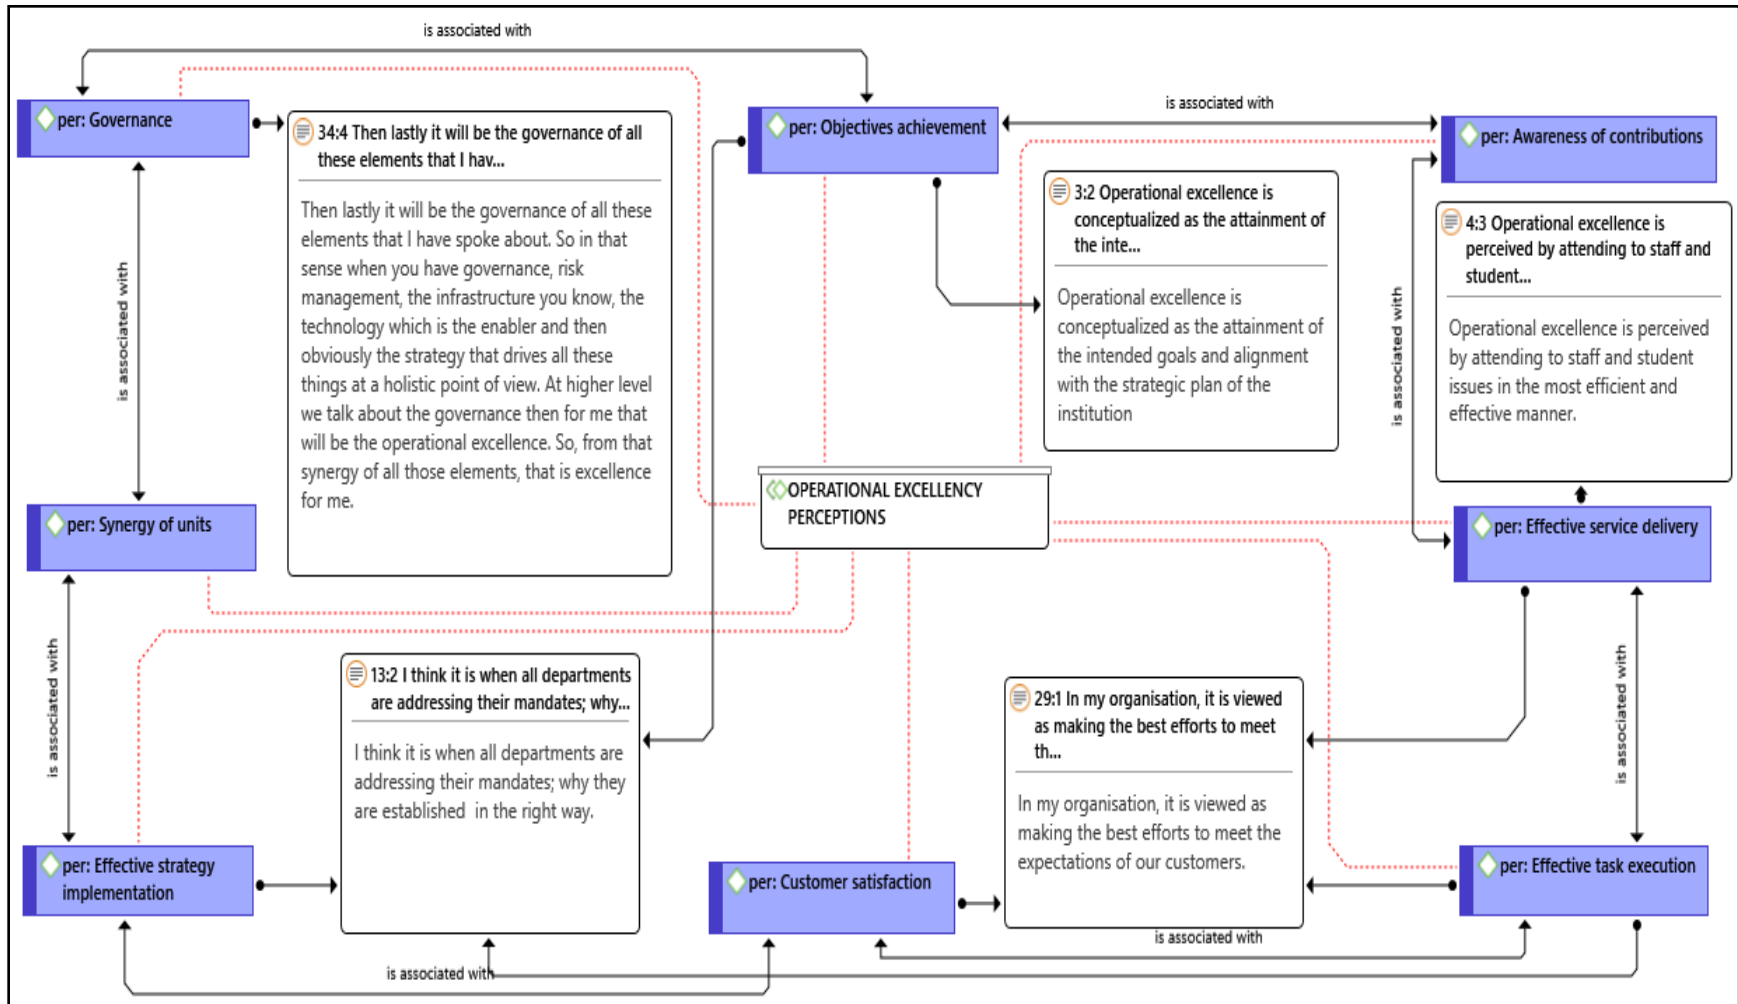 is associated with
per: Governance
34:4 Then lastly it will be the governance of all
these elements that I hav...
Then lastly it will be the governance of all these
elements that I have spoke about. So in that
sense when you have governance, risk
management, the infrastructure you know, the
technology which is the enabler and then
obviously the strategy that drives all these
things at a holistic point of view. At higher level
we talk about the governance then for me that
will be the operational excellence. So, from that
synergy of all those elements, that is excellence
for me.
per: Objectives achievement
is associated with
per: Awareness of contributions
3:2 Operational excellence is
conceptualized as the attainment of
the inte...
Operational excellence is
conceptualized as the attainment of
the intended goals and alignment
with the strategic plan of the
institution
4:3 Operational excellence is
perceived by attending to staff and
student...
Operational excellence is perceived
by attending to staff and student
issues in the most efficient and
effective manner.
is associated with
is associated with
OPERATIONAL EXCELLENCY
PERCEPTIONS
per: Synergy of units
per: Effective service delivery
is associated with
is associated with
13:2 I think it is when all departments
are addressing their mandates; why...
I think it is when all departments are
addressing their mandates; why they
are established  in the right way.
29:1 In my organisation, it is viewed
as making the best efforts to meet
th...
In my organisation, it is viewed as
making the best efforts to meet the
expectations of our customers.
per: Effective strategy
implementation
per: Customer satisfaction
per: Effective task execution
is associated with
is associated with